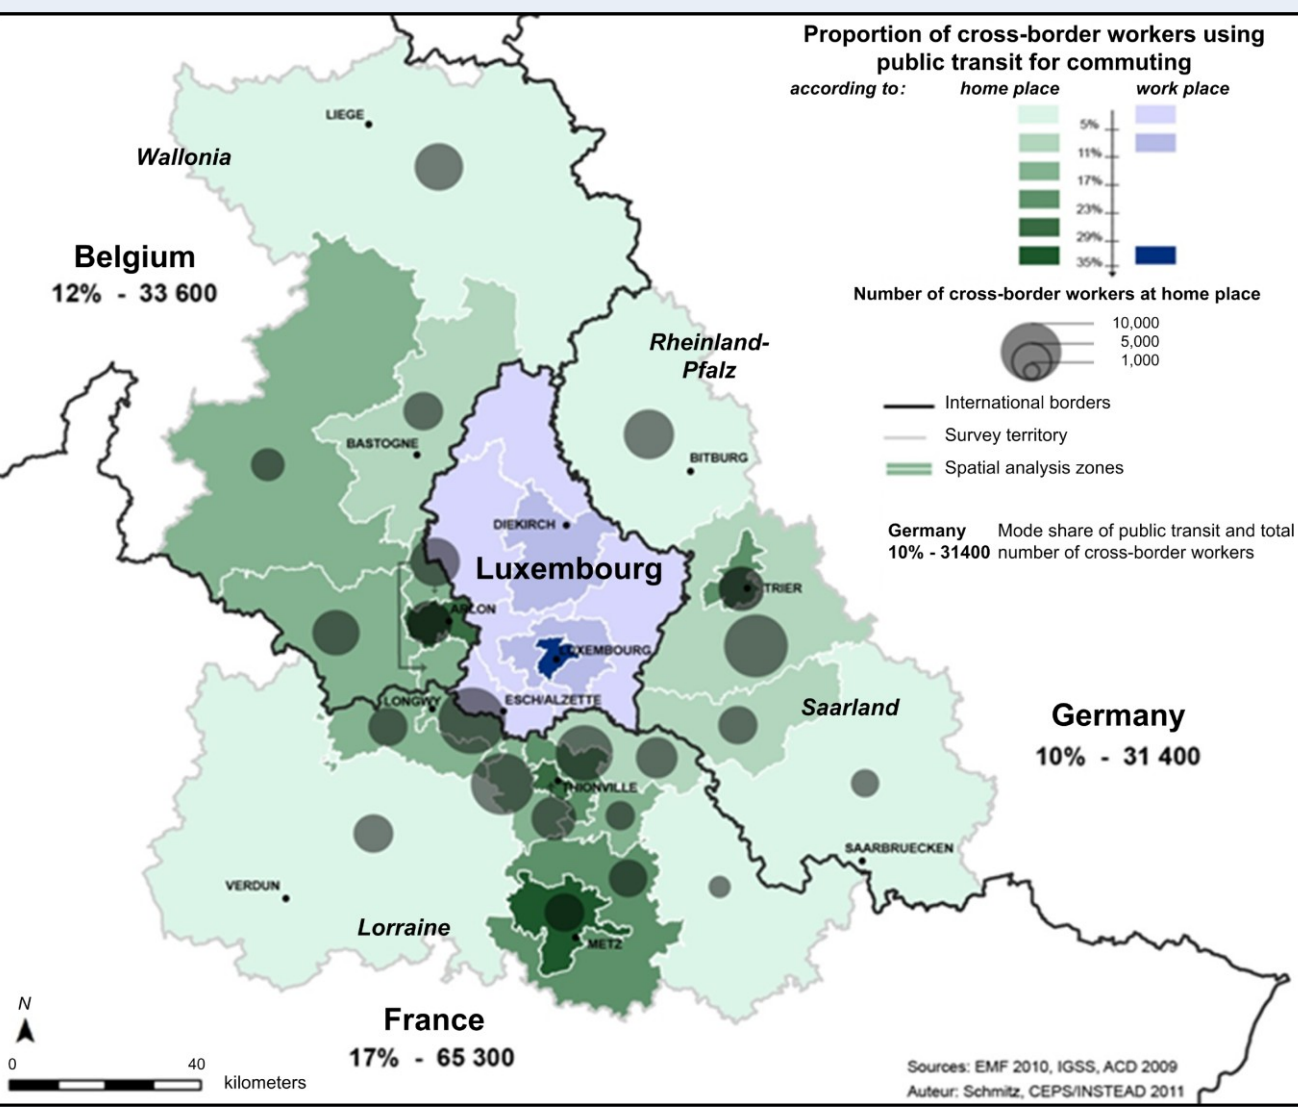 Proportion of cross-border workers using
public transit for commuting
according to: home place work place
5%
11%
17%
23%
29%
35%
Number of cross-border workers at home place
10,000
5,000
1,000
International borders
Survey territory
Spatial analysis zones
Germany Mode share of public transit and total
10% - 31400 number of cross-border workers
LIEGE
Wallonia
Belgium
12% - 33 600
Rheinland-
Pfalz
BASTOGNE
BITBURG
DIEKIRCH
Luxembourg
TRIER
ARLON
LUXEMBOURG
LONGWY
ESCH/ALZETTE
Saarland
Germany
10% - 31 400
THIONVILLE
SAARBRUECKEN
VERDUN
Lorraine
METZ
France
17% - 65 300
N
0 40
kilometers
Sources: EMF 2010, IGSS, ACD 2009
Auteur: Schmitz, CEPS/INSTEAD 2011